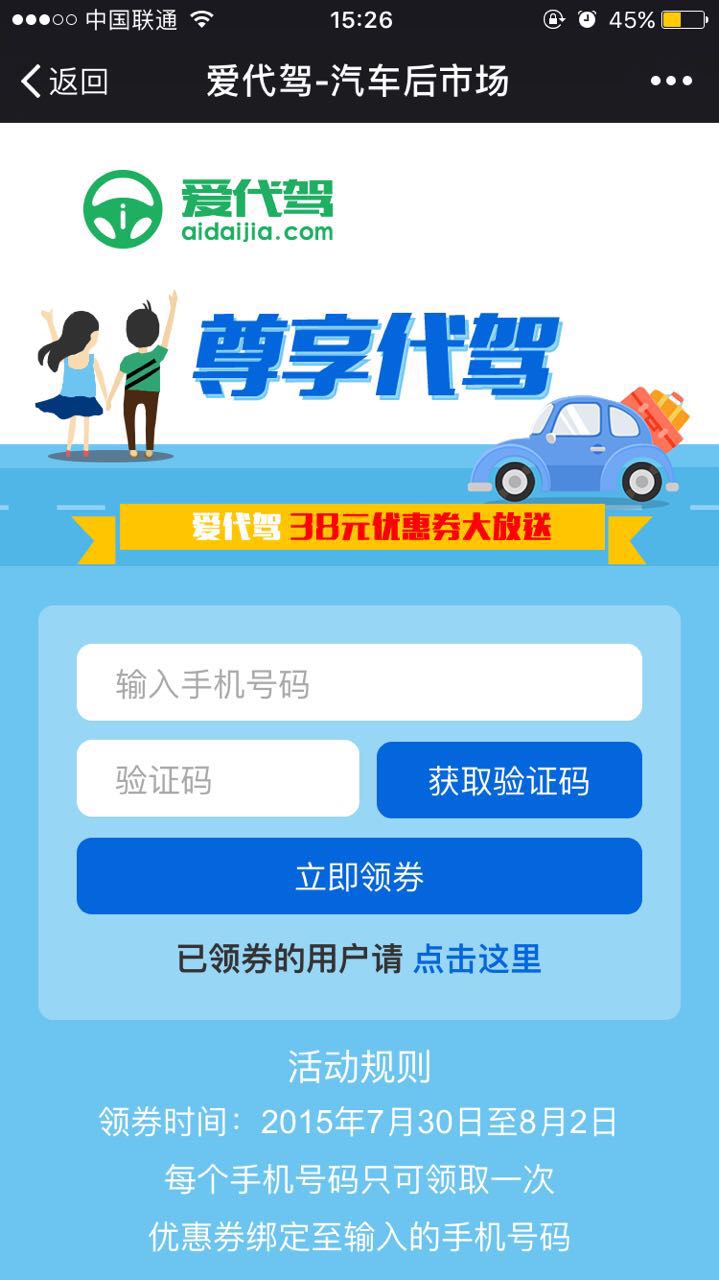 中国联通 15:26 45%
返回 爱代驾-汽车后市场
爱代驾
aidaijia.com
尊享代驾
爱代驾 38元优惠券大放送
输入手机号码
验证码 获取验证码
立即领券
已领券的用户请 点击这里
活动规则
领券时间：2015年7月30日至8月2日
每个手机号码只可领取一次
优惠券绑定至输入的手机号码